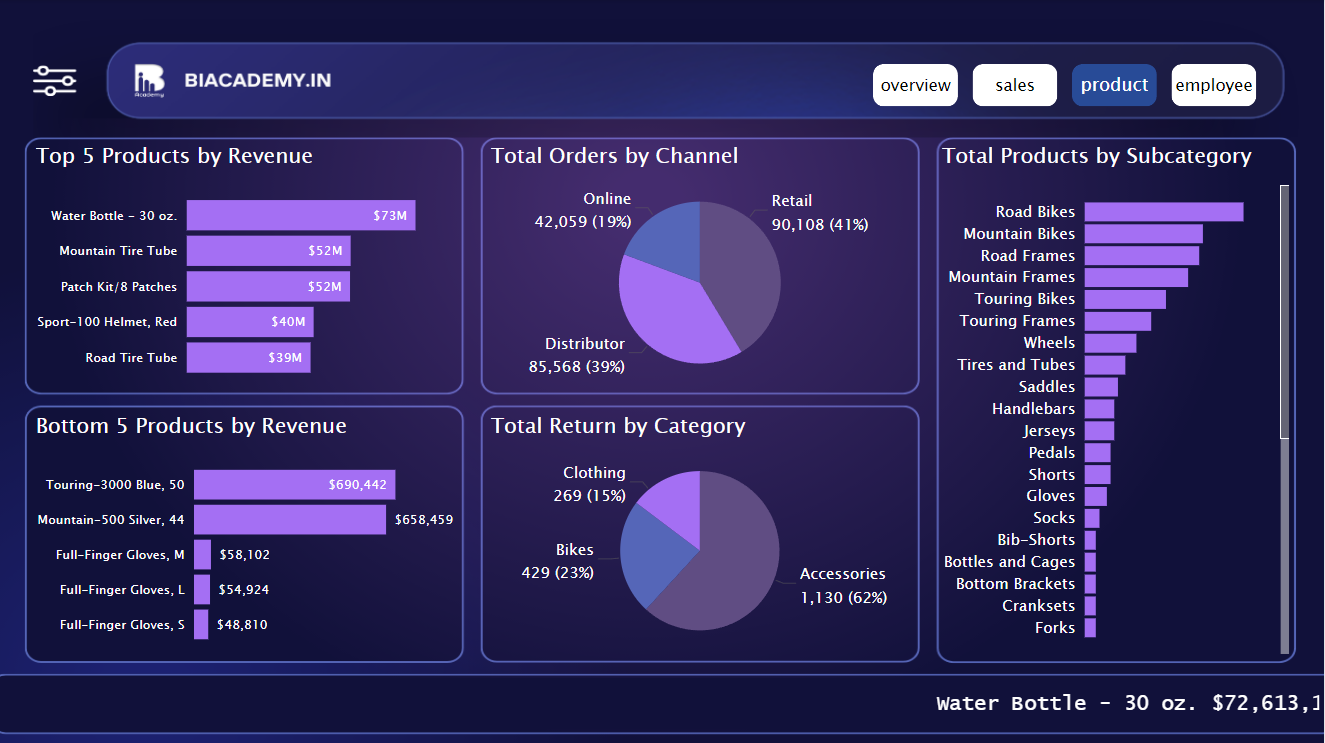 BIACADEMY.IN
Academy
overview
sales
product
employee
Top 5 Products by Revenue
Water Bottle - 30 oz.
$73M
Mountain Tire Tube
$52M
Patch Kit/8 Patches
$52M
Sport-100 Helmet, Red
$40M
Road Tire Tube
$39M
Total Orders by Channel
Online
42,059 (19%)
Retail
90,108 (41%)
Distributor
85,568 (39%)
Total Products by Subcategory
Road Bikes
Mountain Bikes
Road Frames
Mountain Frames
Touring Bikes
Touring Frames
Wheels
Tires and Tubes
Saddles
Handlebars
Jerseys
Pedals
Shorts
Gloves
Socks
Bib-Shorts
Bottles and Cages
Bottom Brackets
Cranksets
Forks
Bottom 5 Products by Revenue
Touring-3000 Blue, 50
$690,442
Mountain-500 Silver, 44
$658,459
Full-Finger Gloves, M
$58,102
Full-Finger Gloves, L
$54,924
Full-Finger Gloves, S
$48,810
Total Return by Category
Clothing
269 (15%)
Bikes
429 (23%)
Accessories
1,130 (62%)
Water Bottle - 30 oz. $72,613,1